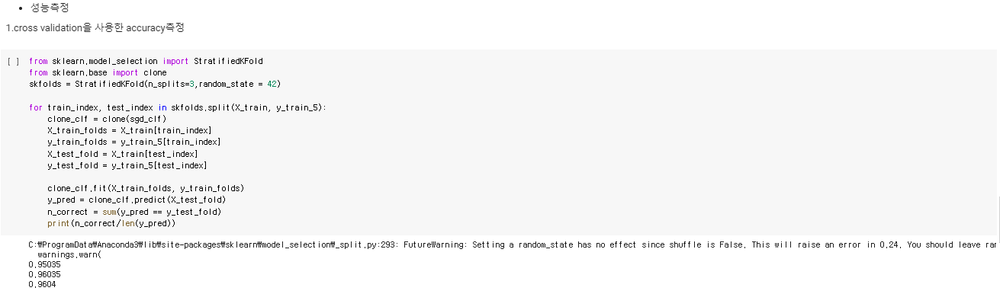 • 성능측정
1.cross validation을 사용한 accuracy측정
[ ] from sklearn.model_selection import StratifiedKFold
from sklearn.base import clone
skfolds = StratifiedKFold(n_splits=3,random_state = 42)
for train_index, test_index in skfolds.split(X_train, y_train_5):
    clone_clf = clone(sgd_clf)
    X_train_folds = X_train[train_index]
    y_train_folds = y_train_5[train_index]
    X_test_fold = X_train[test_index]
    y_test_fold = y_train_5[test_index]
    clone_clf.fit(X_train_folds, y_train_folds)
    y_pred = clone_clf.predict(X_test_fold)
    n_correct = sum(y_pred == y_test_fold)
    print(n_correct/len(y_pred))
C:₩ProgramData₩Anaconda3₩lib₩site-packages₩sklearn₩model_selection₩_split.py:293: FutureWarning: Setting a random_state has no effect since shuffle is False. This will raise an error in 0.24. You should leave rar
  warnings.warn(
0.95035
0.96035
0.9604